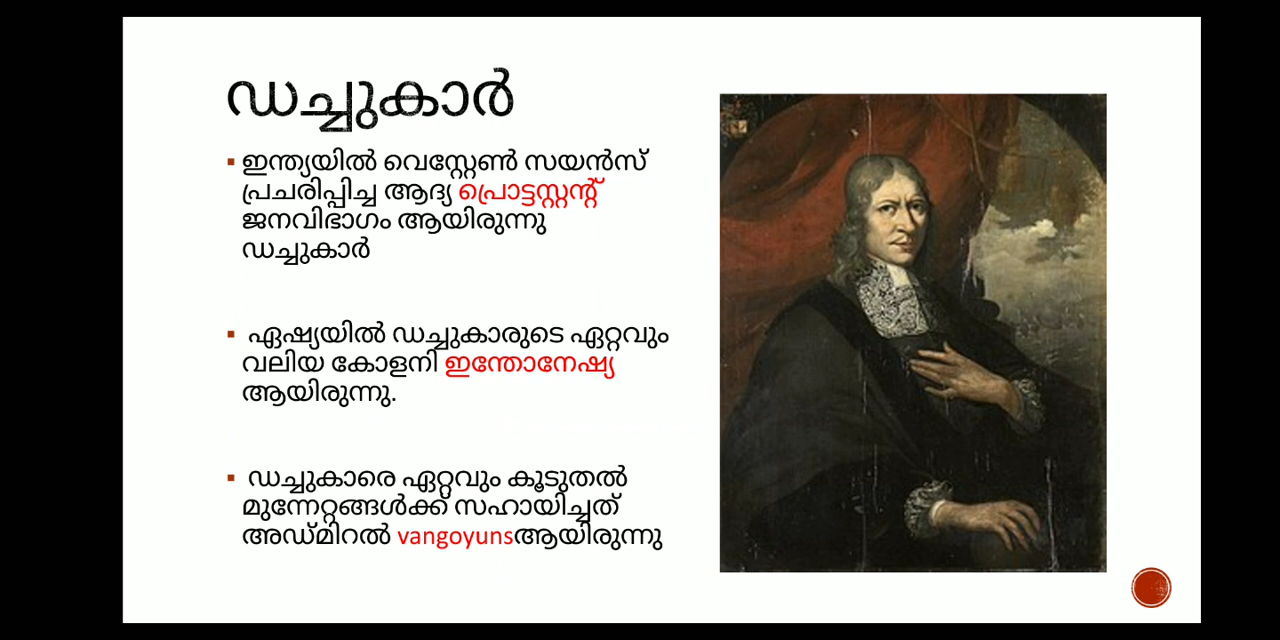 ഡച്ചുകാർ
▪ ഇന്ത്യയിൽ വെസ്റ്റേൺ സയൻസ്
പ്രചരിപ്പിച്ച ആദ്യ പ്രൊട്ടസ്റ്റന്റ്
ജനവിഭാഗം ആയിരുന്നു
ഡച്ചുകാർ
▪ ഏഷ്യയിൽ ഡച്ചുകാരുടെ ഏറ്റവും
വലിയ കോളനി ഇന്തോനേഷ്യ
ആയിരുന്നു.
▪ ഡച്ചുകാരെ ഏറ്റവും കൂടുതൽ
മുന്നേറ്റങ്ങൾക്ക് സഹായിച്ചത്
അഡ്മിറൽ vangoyunsആയിരുന്നു